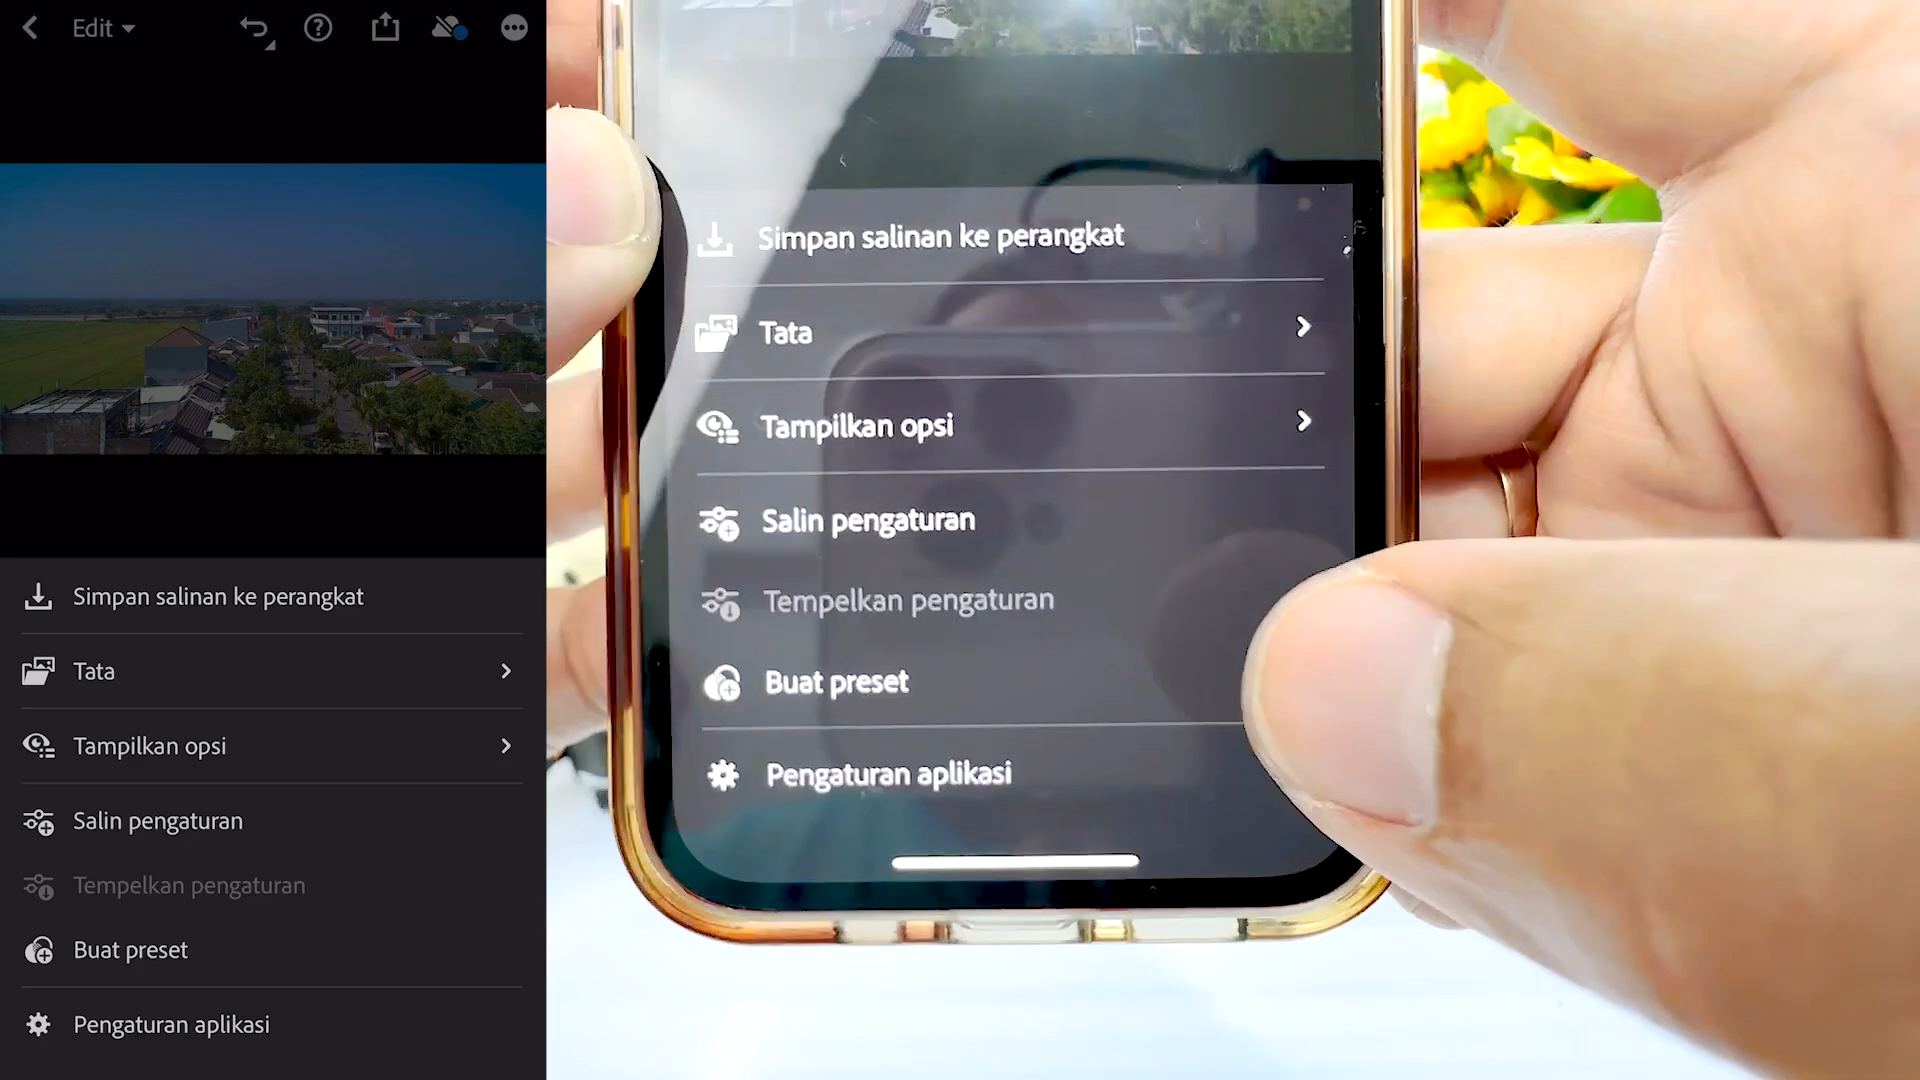 Edit
Simpan salinan ke perangkat
Tata
Tampilkan opsi
Salin pengaturan
Tempelkan pengaturan
Buat preset
Pengaturan aplikasi
Simpan salinan ke perangkat
Tata
Tampilkan opsi
Salin pengaturan
Tempelkan pengaturan
Buat preset
Pengaturan aplikasi